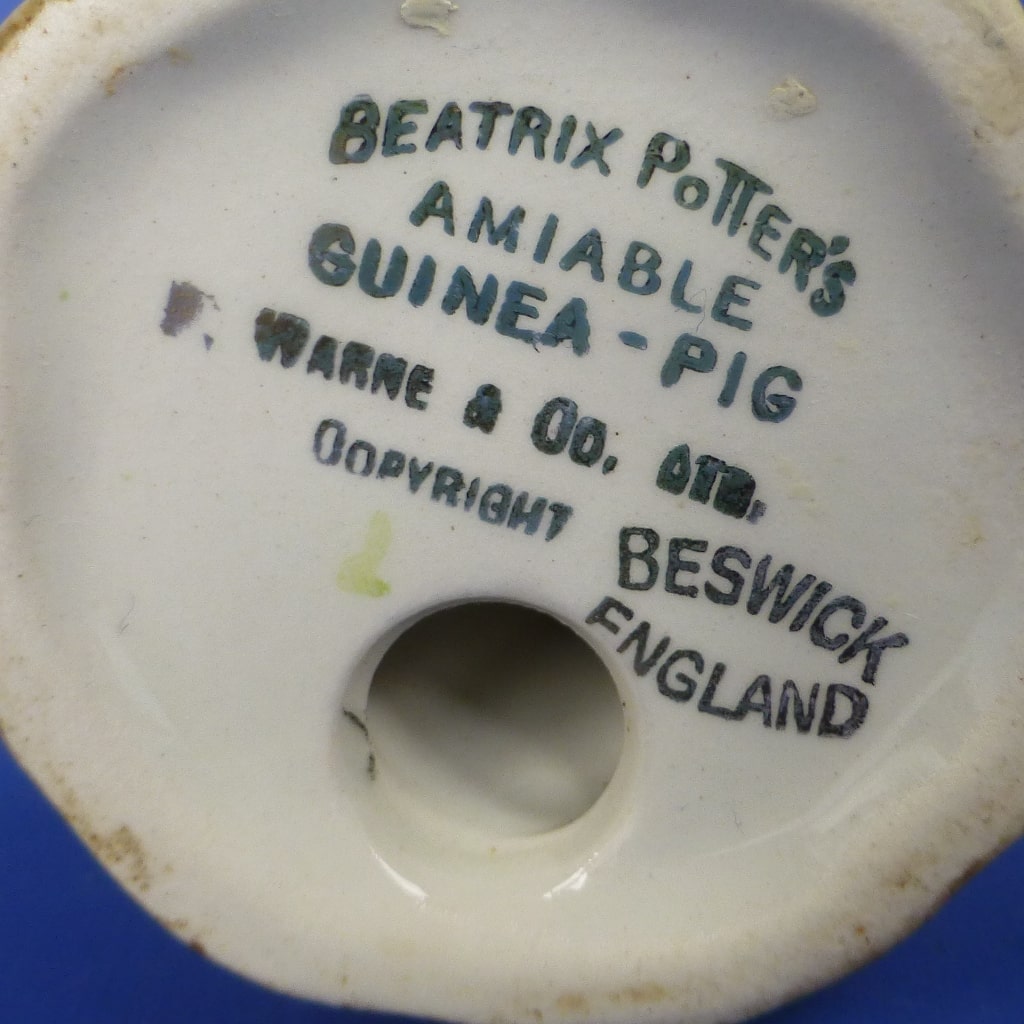 BEATRIX POTTER'S
AMIABLE
GUINEA-PIG
F. WARNE & CO. LTD.
COPYRIGHT
BESWICK
ENGLAND